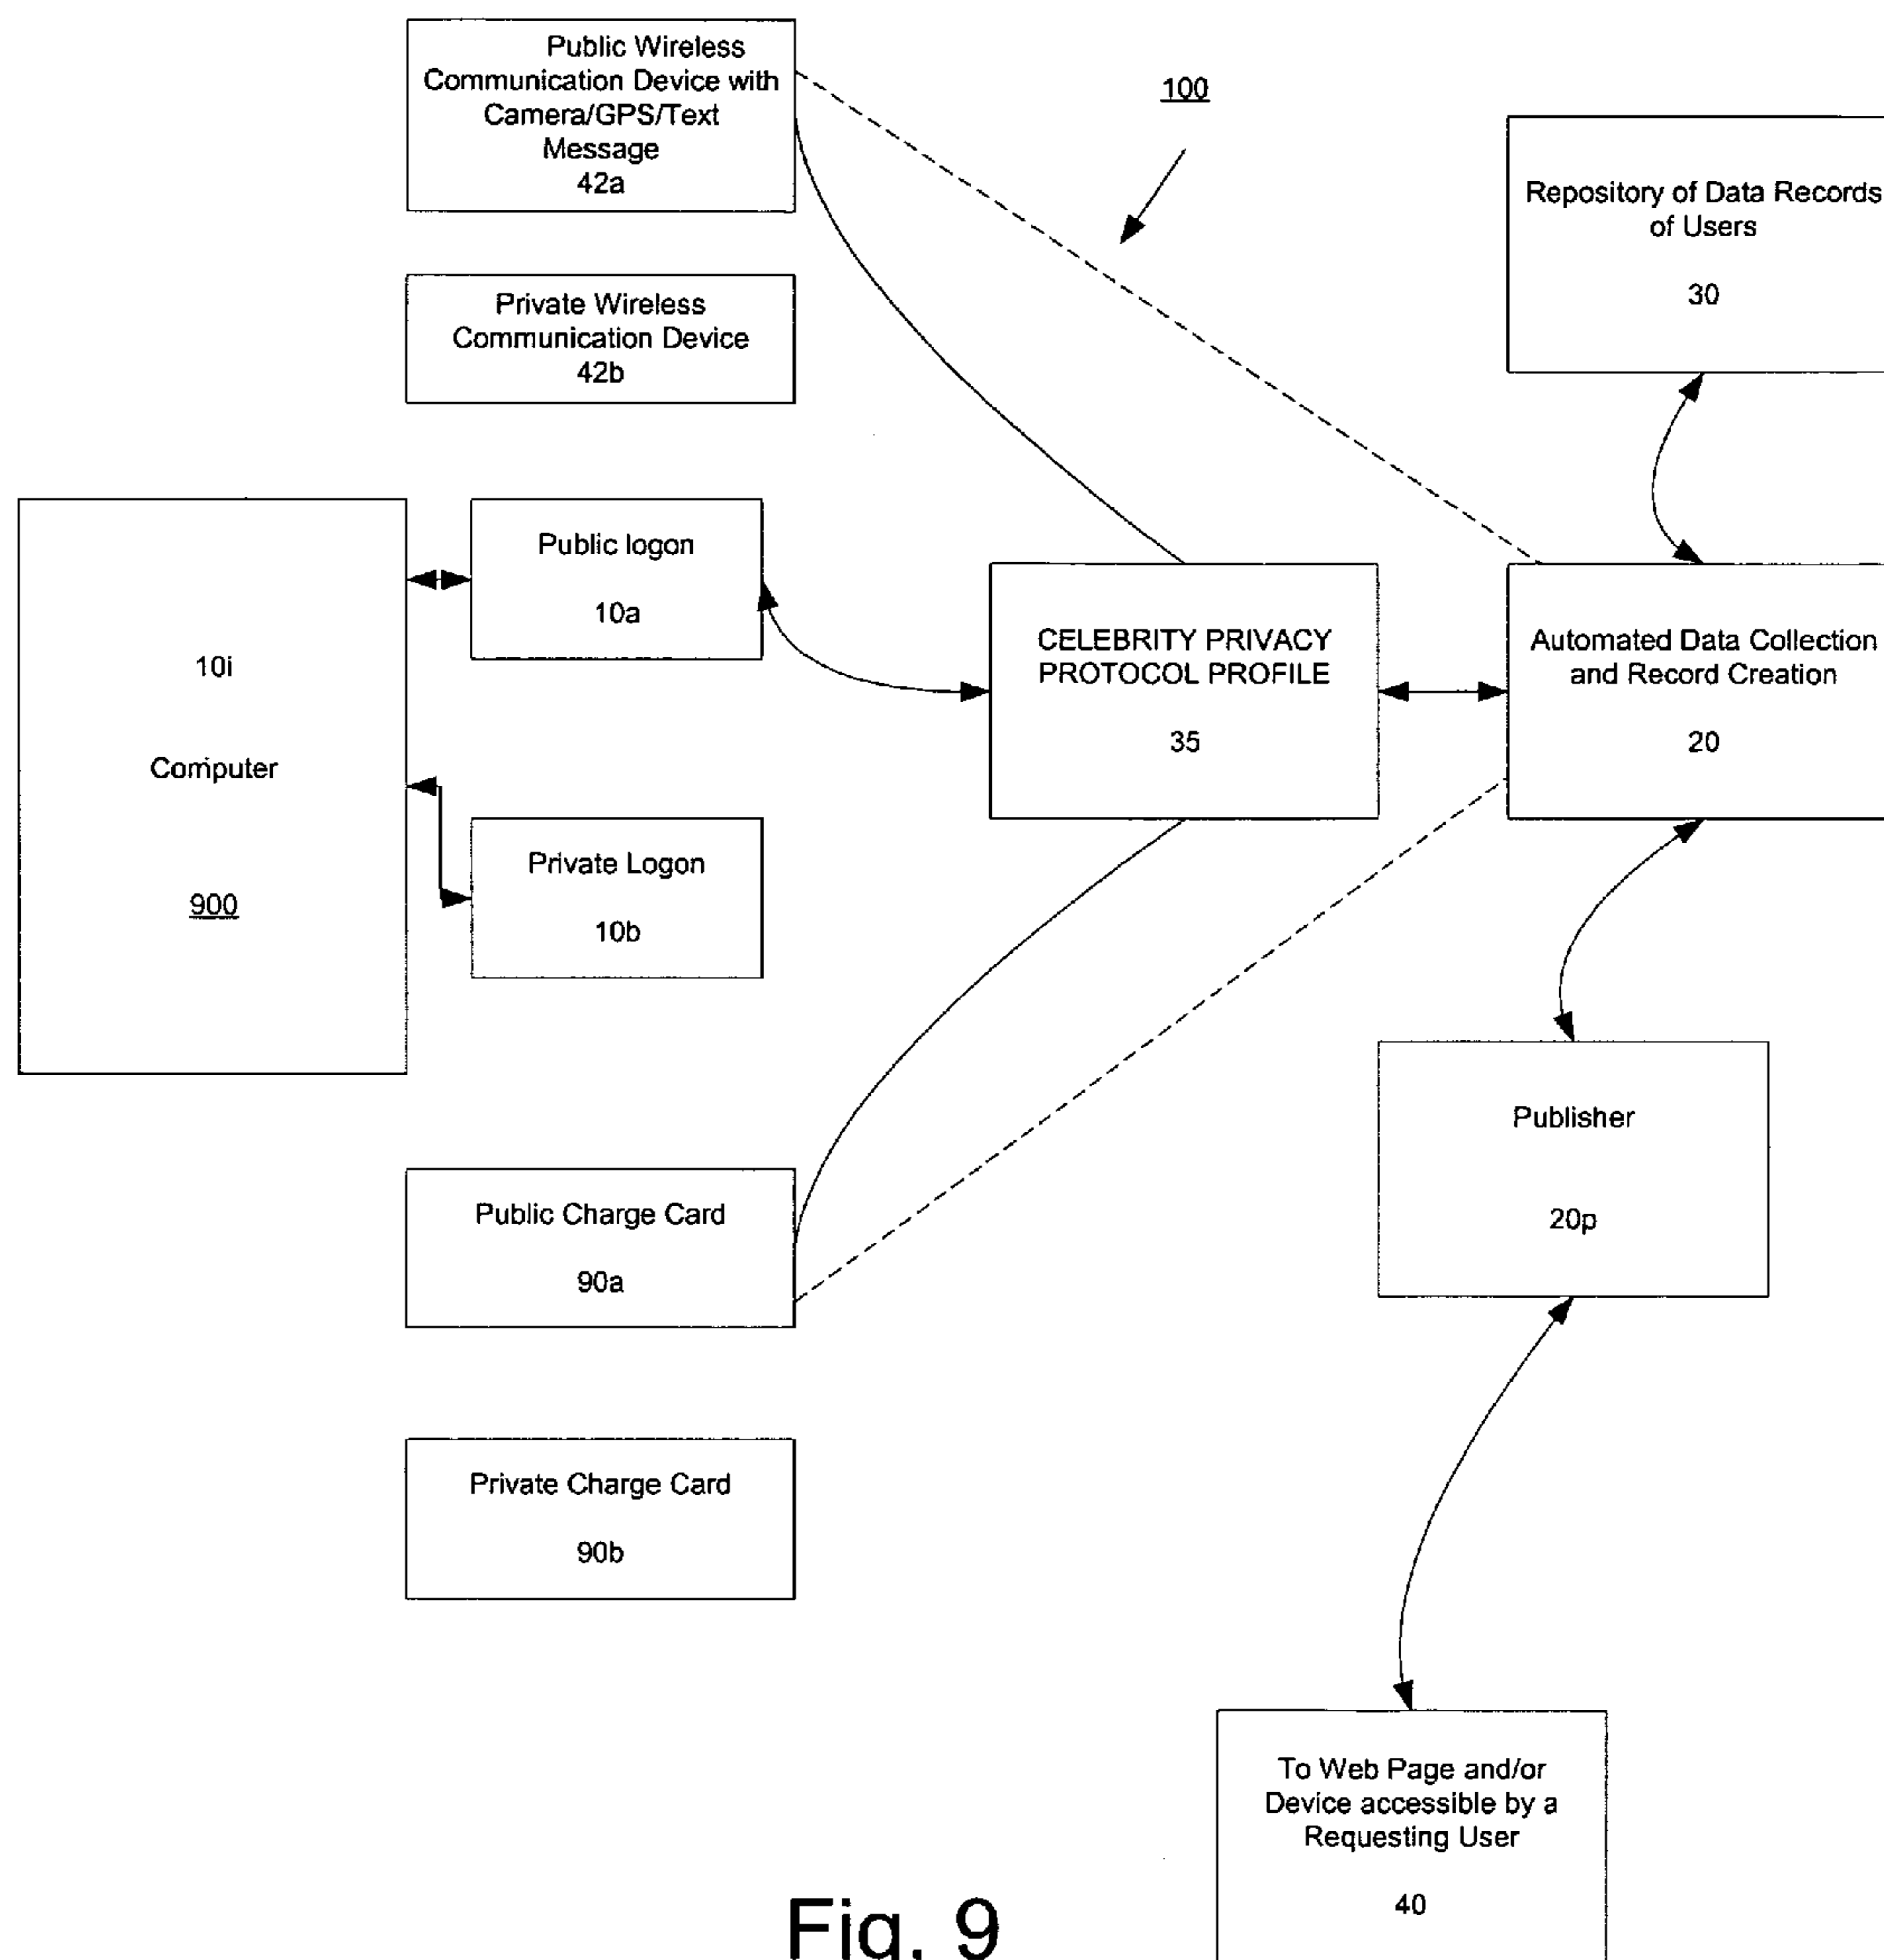 Public Wireless
Communication Device with
Camera/GPS/Text
Message
42a
100
Repository of Data Records
of Users
30
Private Wireless
Communication Device
42b
10i
Computer
900
Public logon
10a
Private Logon
10b
CELEBRITY PRIVACY
PROTOCOL PROFILE
35
Automated Data Collection
and Record Creation
20
Publisher
20p
Public Charge Card
90a
Private Charge Card
90b
To Web Page and/or
Device accessible by a
Requesting User
40
Fig. 9